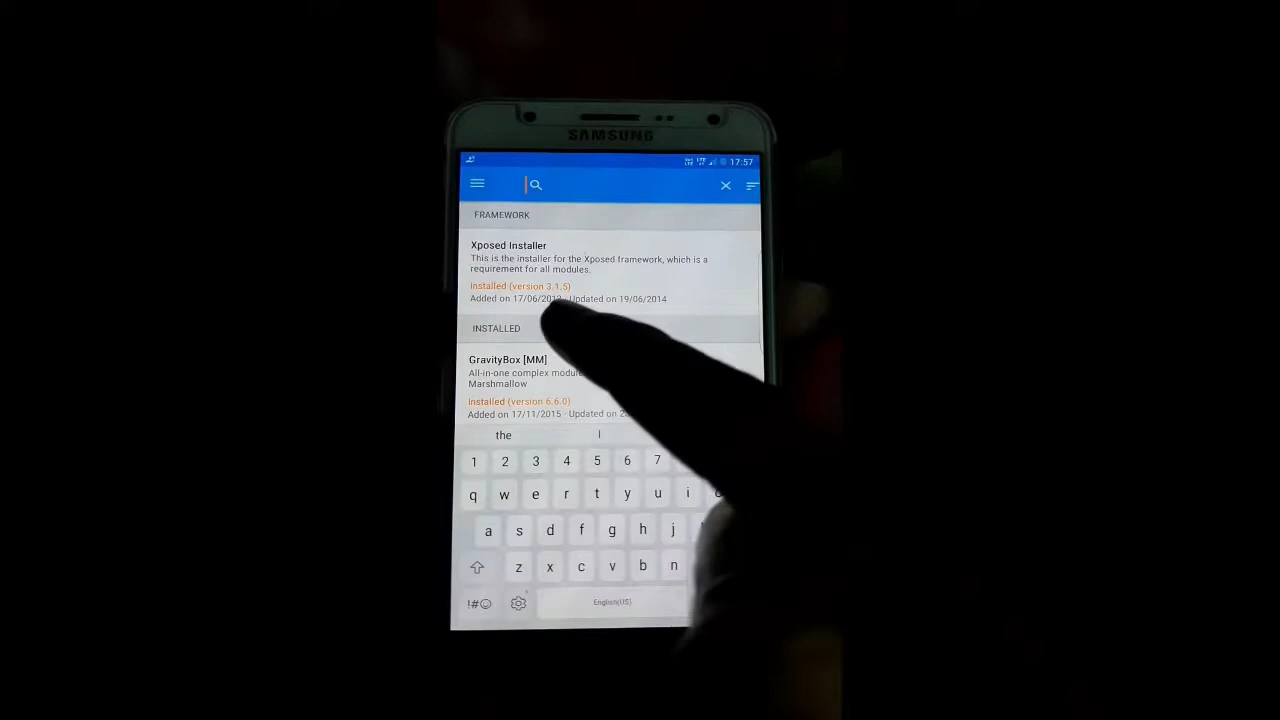 SAMSUNG
17:57
FRAMEWORK
Xposed Installer
This is the installer for the Xposed framework, which is a
requirement for all modules.
Installed (version 3.1.5)
Added on 17/06/2012 · Updated on 19/06/2014
INSTALLED
GravityBox [MM]
All-in-one complex
Marshmallow
Installed (version 6.6.0)
Added on 17/11/2015 · Updated on
the I
1 2 3 4 5 6 7
q w e r t y u i
a s d f g h j
z x c v b n
!#☺ English(US)